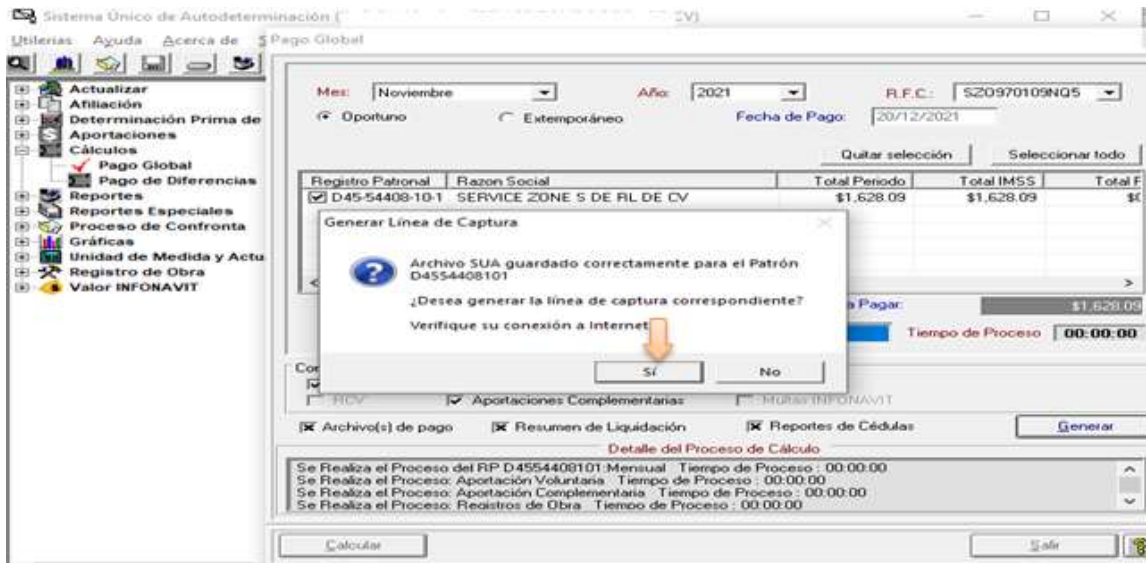 Sistema Único de Autodeterminación (
CV)
Utilerias Ayuda Acerca de S
Pago Global
Actualizar
Afiliación
Determinación Prima de
Aportaciones
Cálculos
Pago Global
Pago de Diferencias
Reportes
Reportes Especiales
Proceso de Confronta
Gráficas
Unidad de Medida y Actu
Registro de Obra
Valor INFONAVIT
Mes: Noviembre Año: 2021 R.F.C.: SZO970109NQ5
Oportuno Extemporáneo Fecha de Pago: 20/12/2021
Quitar selección Seleccionar todo
Registro Patronal Razon Social Total Periodo Total IMSS Total F
D45-54408-10-1 SERVICE ZONE S DE RL DE CV $1,628.09 $1,628.09 $0
Generar Línea de Captura
Archivo SUA guardado correctamente para el Patrón
D4554408101
¿Desea generar la línea de captura correspondiente?
Verifique su conexión a Internet
Sí No
a Pagar: $1,628.09
Tiempo de Proceso 00:00:00
Cor
RCV Aportaciones Complementarias Multas INFONAVIT
Archivo(s) de pago Resumen de Liquidación Reportes de Cédulas Generar
Detalle del Proceso de Cálculo
Se Realiza el Proceso del RP D4554408101:Mensual Tiempo de Proceso : 00:00:00
Se Realiza el Proceso: Aportación Voluntaria Tiempo de Proceso : 00:00:00
Se Realiza el Proceso: Aportación Complementaria Tiempo de Proceso : 00:00:00
Se Realiza el Proceso: Registros de Obra Tiempo de Proceso : 00:00:00
Calcular Salir